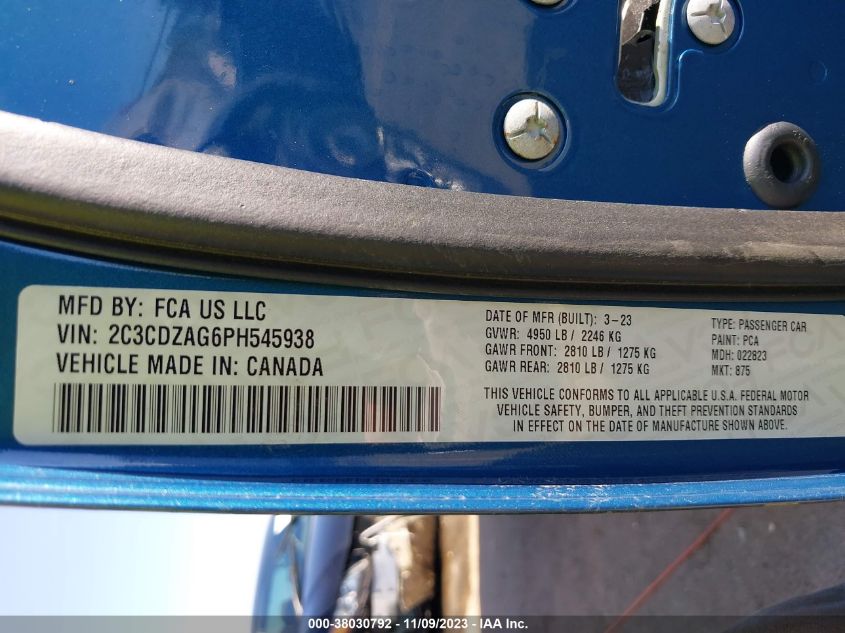 MFD BY: FCA US LLC
VIN: 2C3CDZAG6PH545938
VEHICLE MADE IN: CANADA
DATE OF MFR (BUILT): 3-23
GVWR: 4950 LB / 2246 KG
GAWR FRONT: 2810 LB / 1275 KG
GAWR REAR: 2810 LB / 1275 KG
TYPE: PASSENGER CAR
PAINT: PCA
MDH: 022823
MKT: 875
THIS VEHICLE CONFORMS TO ALL APPLICABLE U.S.A. FEDERAL MOTOR
VEHICLE SAFETY, BUMPER, AND THEFT PREVENTION STANDARDS
IN EFFECT ON THE DATE OF MANUFACTURE SHOWN ABOVE.
000-38030792 - 11/09/2023 - IAA Inc.